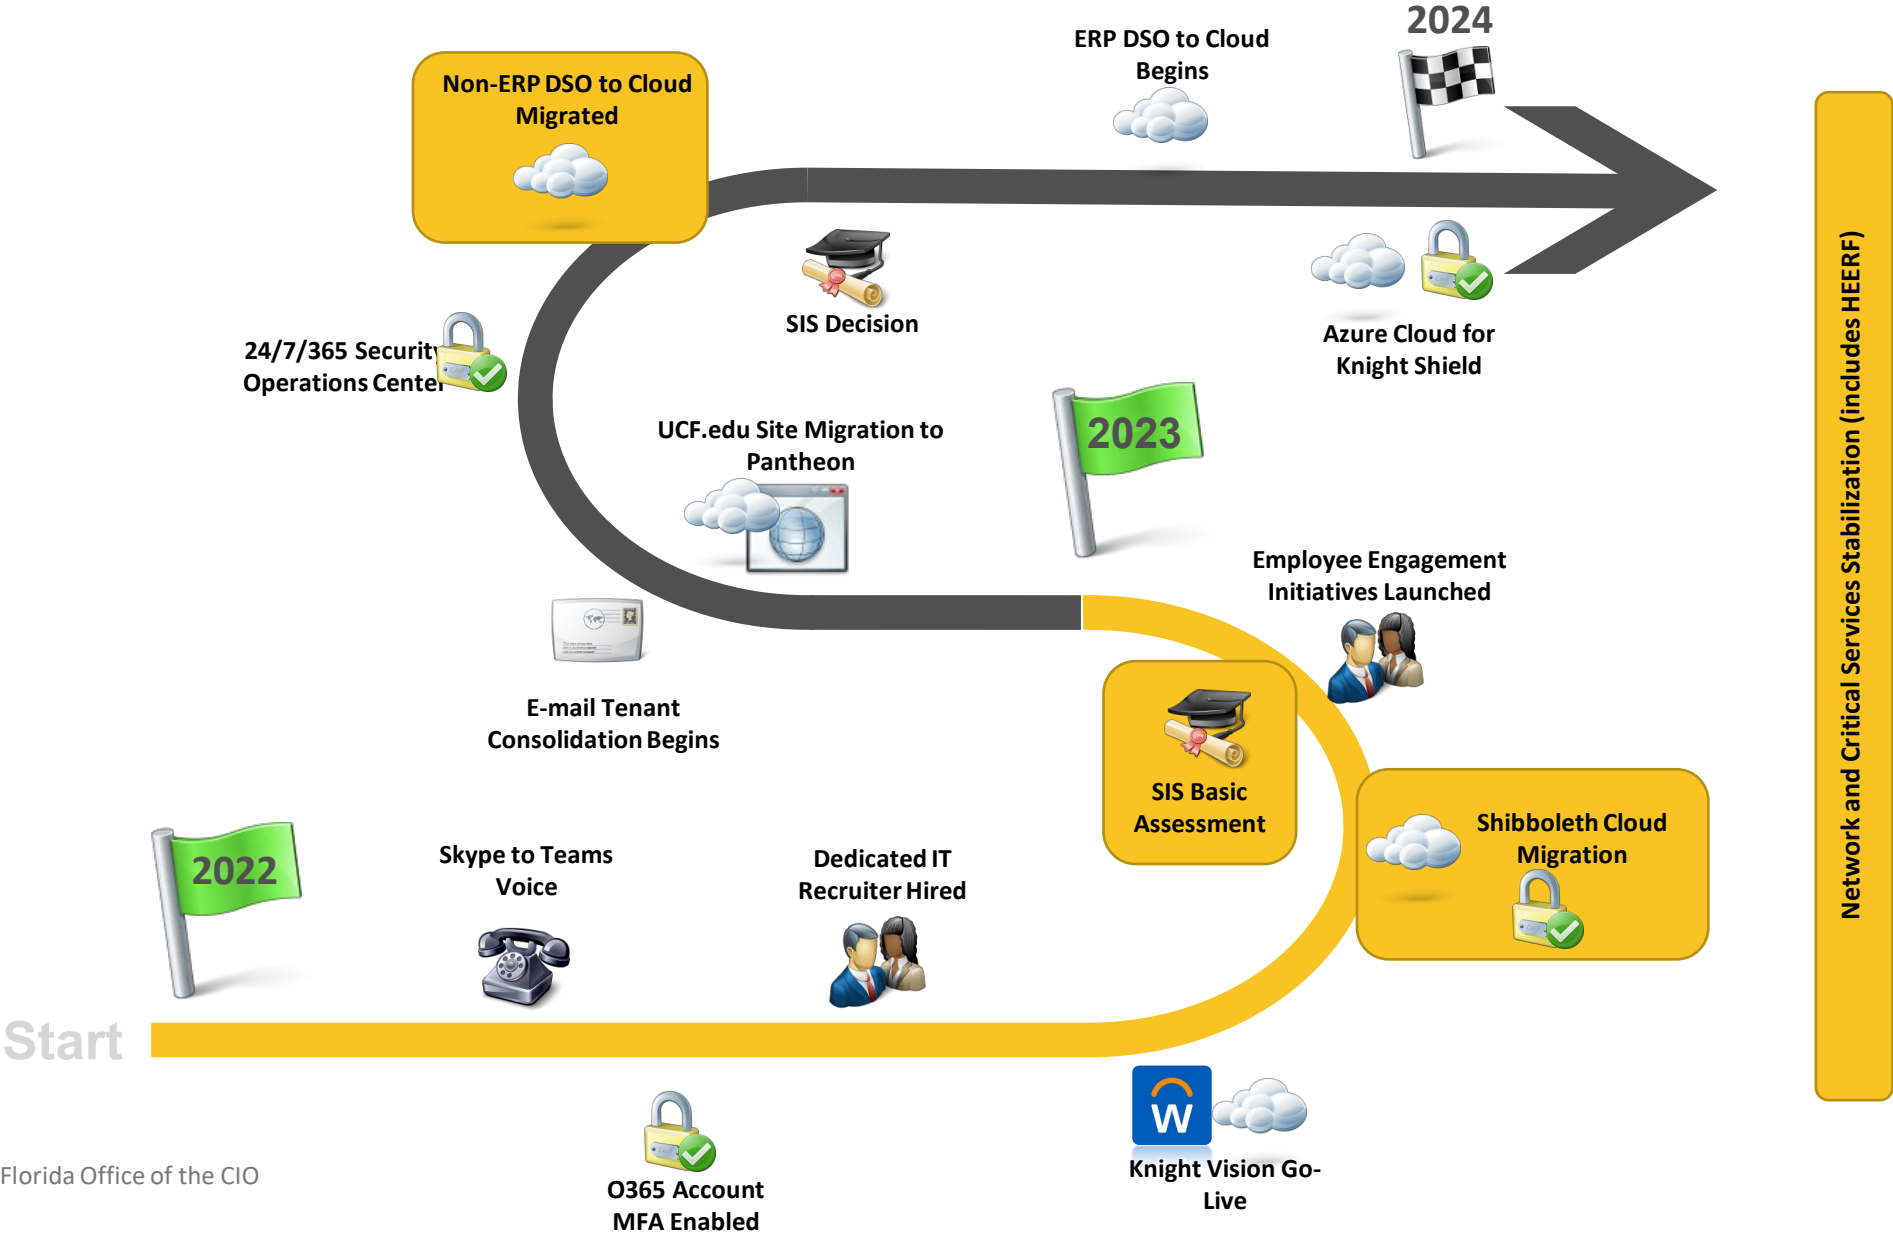 2024
ERP DSO to Cloud
Begins
Non-ERP DSO to Cloud
Migrated
SIS Decision
Azure Cloud for
Knight Shield
24/7/365 Security
Operations Center
2023
UCF.edu Site Migration to
Pantheon
Employee Engagement
Initiatives Launched
E-mail Tenant
Consolidation Begins
SIS Basic
Assessment
Shibboleth Cloud
Migration
2022
Skype to Teams
Voice
Dedicated IT
Recruiter Hired
Start
W
Knight Vision Go-
Live
O365 Account
MFA Enabled
Florida Office of the CIO
Network and Critical Services Stabilization (includes HEERF)